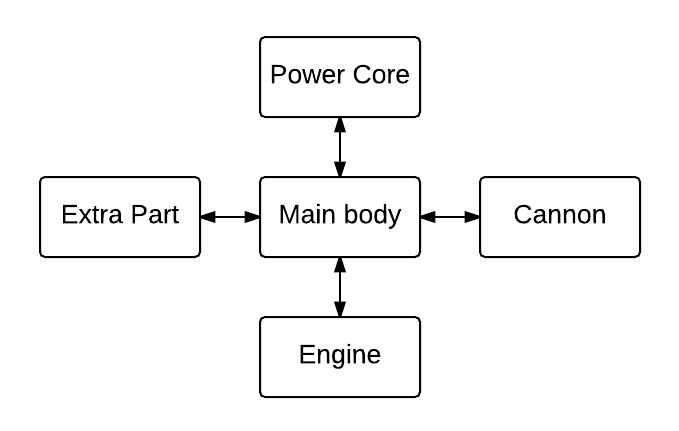 Power Core
Extra Part
Main body
Cannon
Engine